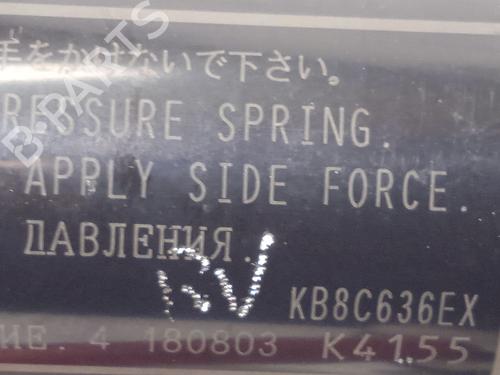 手をかけないで下さい。
RESSURE SPRING.
APPLY SIDE FORCE.
ДАВЛЕНИЯ.
RV
KB8C636EX
ИЕ. 4 180803 K4155
B-PARTS